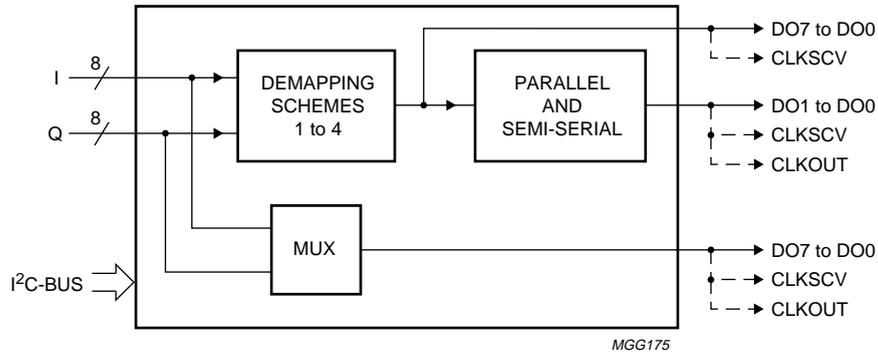 DO7 to DO0
CLKSCV
8
I
DEMAPPING
SCHEMES
1 to 4
PARALLEL
AND
SEMI-SERIAL
DO1 to DO0
CLKSCV
CLKOUT
8
Q
MUX
DO7 to DO0
CLKSCV
CLKOUT
I²C-BUS
MGG175